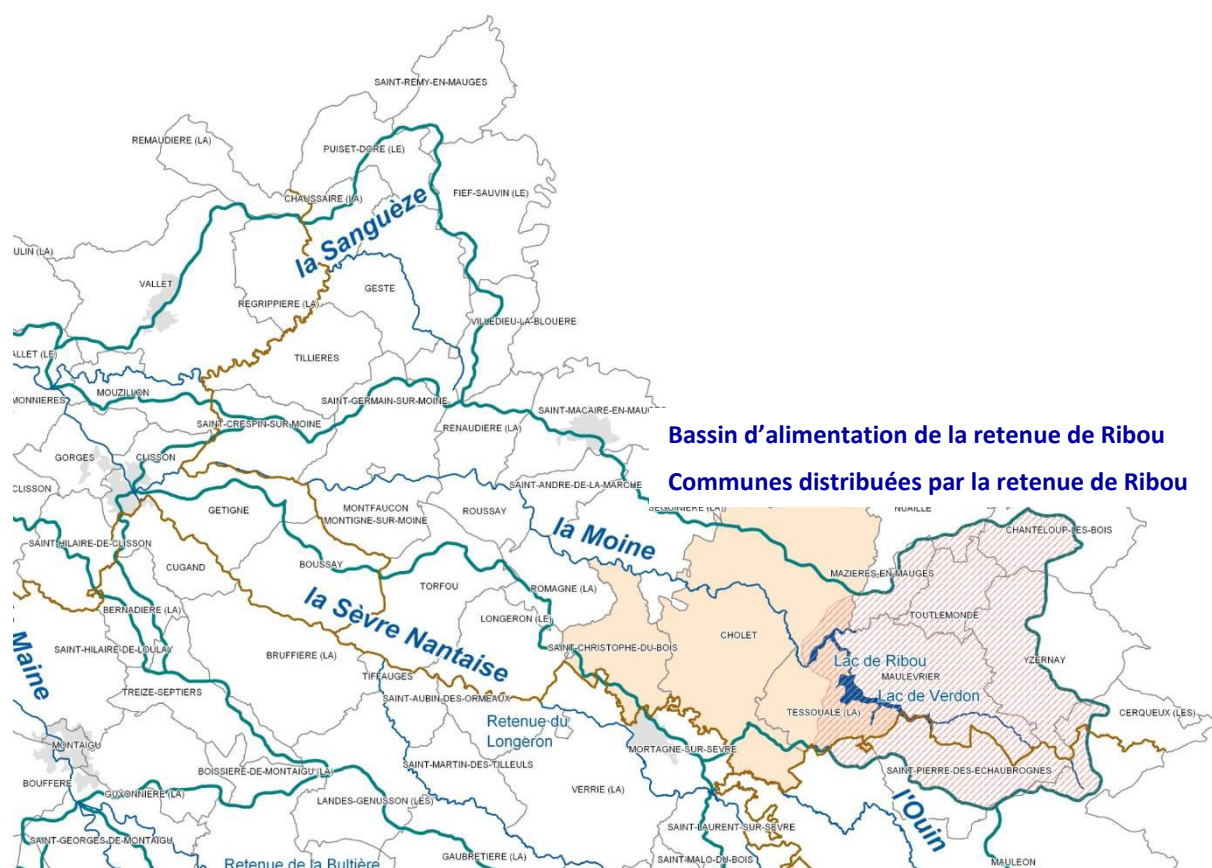 SAINT-REMY-EN-MAUGES
REMAUDIERE (LA)
PUISET-DORE (LE)
CHAUSSAIRE (LA)
FIEF-SAUVIN (LE)
la Sanguèze
ULIN (LA)
VALLET
GESTE
REGRIPPIERE (LA)
VILLEDIEU-LA-BLOUERE
ALLET (LE)
TILLIERES
MOUZILLON
MONNIERES
SAINT-GERMAIN-SUR-MOINE
SAINT-MACAIRE-EN-MAU
SAINT-CRESPIN-SUR-MOINE
RENAUDIERE (LA)
Bassin d'alimentation de la retenue de Ribou
Communes distribuées par la retenue de Ribou
GORGES
CLISSON
CLISSON
SAINT-ANDRE-DE-LA-MARCHE
SEGUINIERE (LA)
NUAILLE
GETIGNE
MONTFAUCON
MONTIGNE-SUR-MOINE
ROUSSAY
la Moine
CHANTELOUP-LES-BOIS
SAINT-HILAIRE-DE-CLISSON
CUGAND
BOUSSAY
TORFOU
ROMAGNE (LA)
MAZIERES-EN-MAUGES
la Sèvre Nantaise
BERNADIERE (LA)
LONGERON (LE)
TOUTLEMONDE
Maine
SAINT-HILAIRE-DE-LOULAY
BRUFFIERE (LA)
SAINT-CHRISTOPHE-DU-BOIS
CHOLET
Lac de Ribou
YZERNAY
TIFFAUGES
MAULEVRIER
TREIZE-SEPTIERS
SAINT-AUBIN-DES-ORMEAUX
Lac de Verdon
TESSOUALE (LA)
CERQUEUX (LES)
Retenue du
Longeron
MONTAIGU
MORTAGNE-SUR-SEVRE
BOUFFERE
BOISSIERE-DE-MONTAIGU (LA)
SAINT-MARTIN-DES-TILLEULS
SAINT-PIERRE-DES-ECHAUBROGNES
GUYONNIERE (LA)
LANDES-GENUSSON (LES)
VERRIE (LA)
l'Ouin
SAINT-GEORGES-DE-MONTAIGU
SAINT-LAURENT-SUR-SEVRE
Retenue de la Bultière
GAUBRETIERE (LA)
SAINT-MALO-DU-BOIS
MAULEON